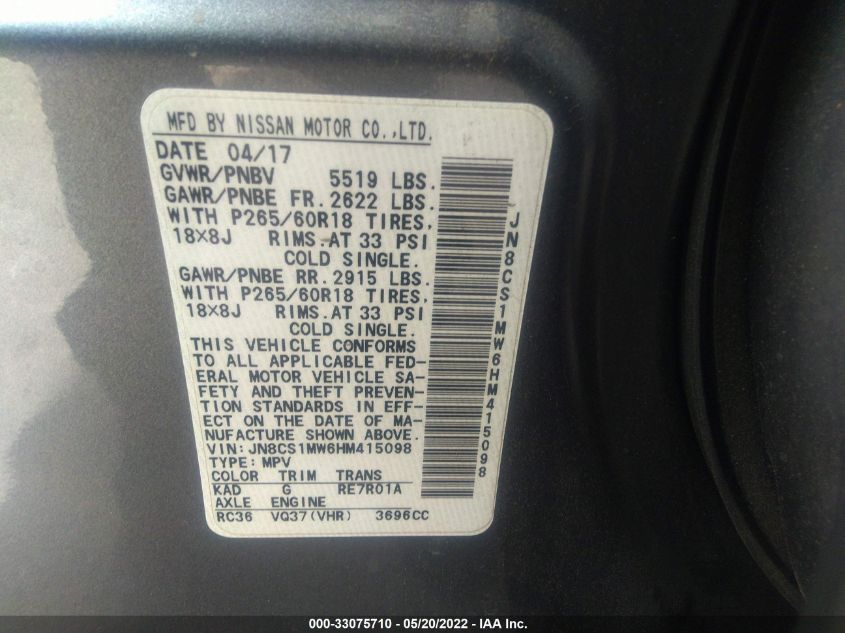 MFD BY NISSAN MOTOR CO.,LTD.
DATE 04/17
GVWR/PNBV 5519 LBS.
GAWR/PNBE FR. 2622 LBS.
WITH P265/60R18 TIRES,
18X8J RIMS.AT 33 PSI
COLD SINGLE.
GAWR/PNBE RR. 2915 LBS.
WITH P265/60R18 TIRES,
18X8J RIMS.AT 33 PSI
COLD SINGLE.
THIS VEHICLE CONFORMS
TO ALL APPLICABLE FED-
ERAL MOTOR VEHICLE SA-
FETY AND THEFT PREVEN-
TION STANDARDS IN EFF-
ECT ON THE DATE OF MA-
NUFACTURE SHOWN ABOVE.
VIN: JN8CS1MW6HM415098
TYPE: MPV
COLOR TRIM TRANS
KAD G RE7R01A
AXLE ENGINE
RC36 VQ37(VHR) 3696CC
JN8CS1MW6HM415098
000-33075710 - 05/20/2022 - IAA Inc.